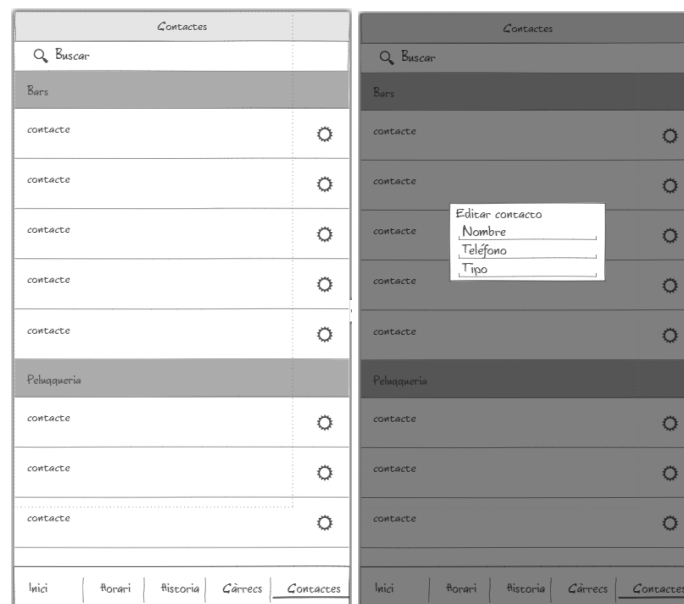 Contactes
Buscar
Bars
contacte
contacte
contacte
contacte
contacte
Peluqueria
contacte
contacte
contacte
Inici Horari Historia Càrrecs Contactes
Contactes
Buscar
Bars
contacte
contacte
contacte
Editar contacto
Nombre
Teléfono
Tipo
contacte
contacte
Peluqueria
contacte
contacte
contacte
Inici Horari Historia Càrrecs Contactes